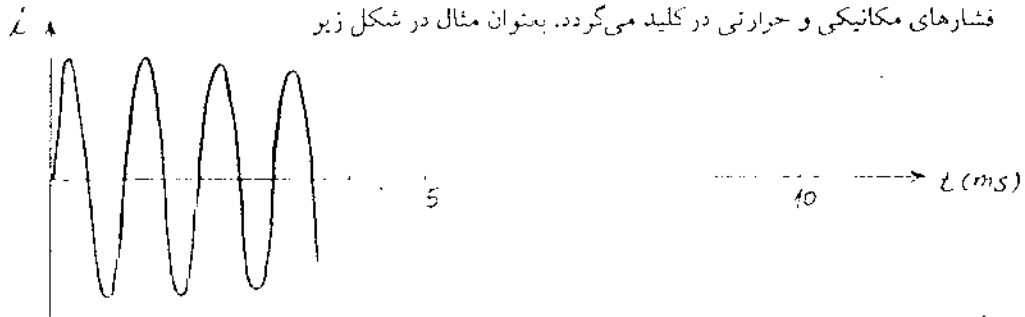 فشارهای مکانیکی و حرارتی در کلید می‌گردد. بعنوان مثال در شکل زیر
i
5
10
t (ms)